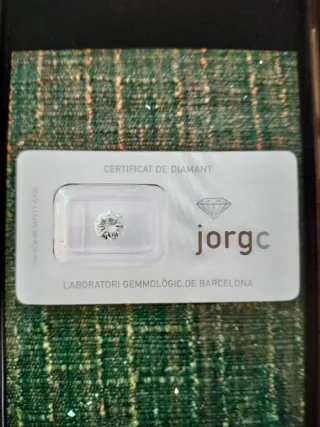 CERTIFICAT DE DIAMANT
jorgc
LABORATORI GEMMOLÒGIC DE BARCELONA